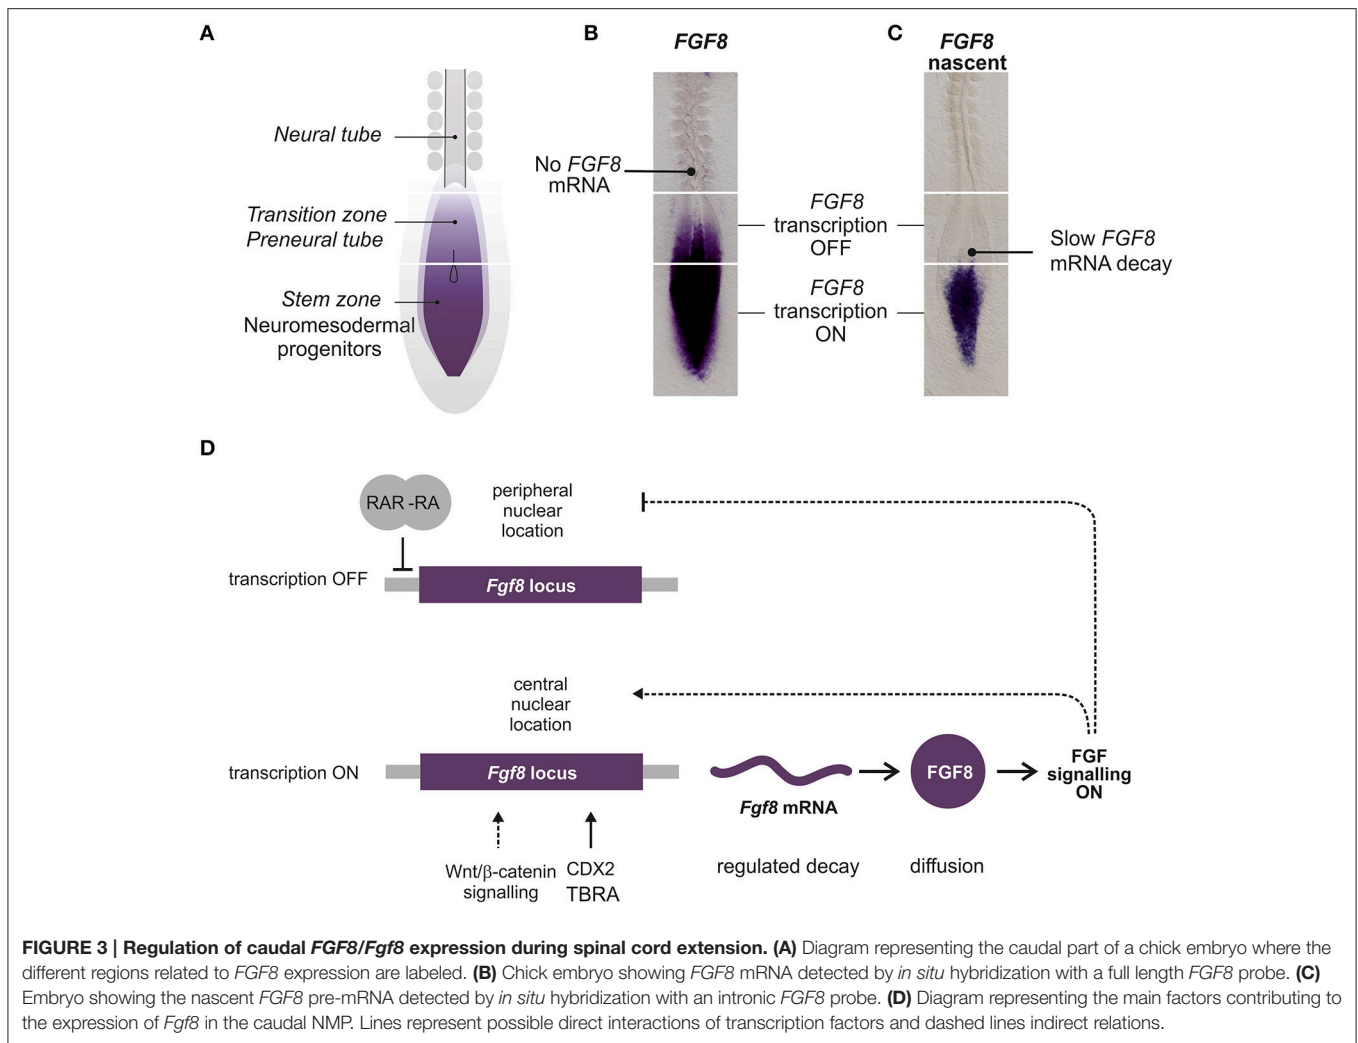 A
Neural tube
Transition zone
Preneural tube
Stem zone
Neuromesodermal
progenitors
B
FGF8
No FGF8
mRNA
FGF8
transcription
OFF
FGF8
transcription
ON
C
FGF8
nascent
Slow FGF8
mRNA decay
D
RAR -RA
peripheral
nuclear
location
transcription OFF
Fgf8 locus
central
nuclear
location
transcription ON
Fgf8 locus
Wnt/β-catenin
signalling
CDX2
TBRA
Fgf8 mRNA
regulated decay
FGF8
diffusion
FGF
signalling
ON
FIGURE 3 | Regulation of caudal FGF8/Fgf8 expression during spinal cord extension. (A) Diagram representing the caudal part of a chick embryo where the
different regions related to FGF8 expression are labeled. (B) Chick embryo showing FGF8 mRNA detected by in situ hybridization with a full length FGF8 probe. (C)
Embryo showing the nascent FGF8 pre-mRNA detected by in situ hybridization with an intronic FGF8 probe. (D) Diagram representing the main factors contributing to
the expression of Fgf8 in the caudal NMP. Lines represent possible direct interactions of transcription factors and dashed lines indirect relations.